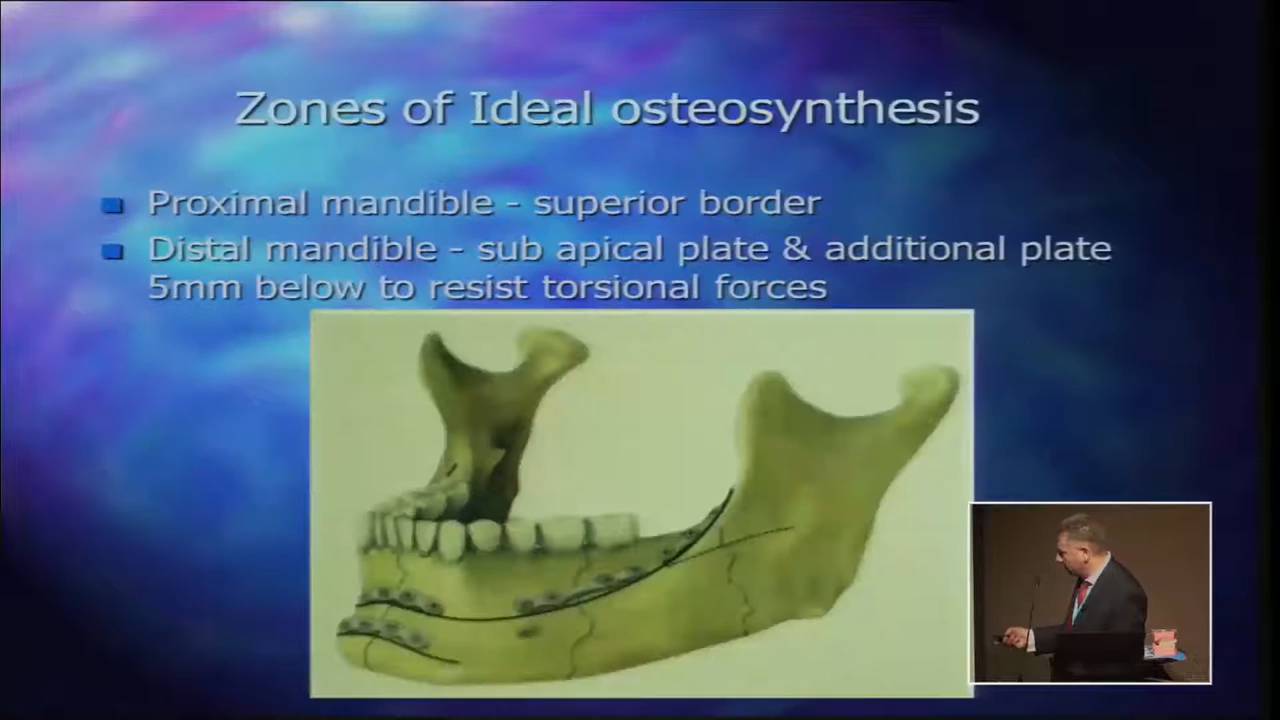 Zones of Ideal osteosynthesis
Proximal mandible - superior border
Distal mandible - sub apical plate & additional plate
5mm below to resist torsional forces